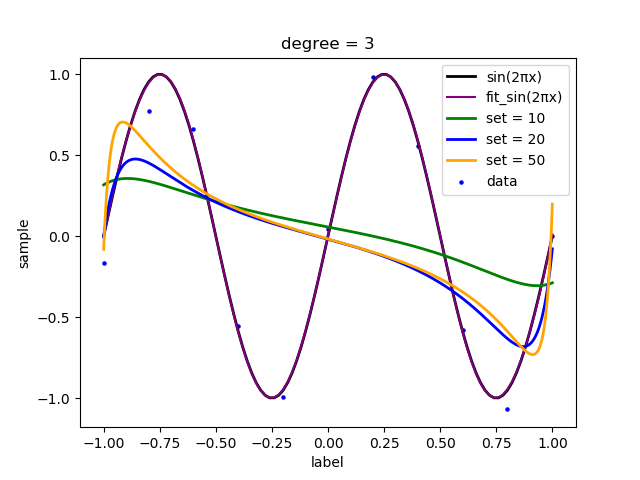 degree = 3
sin(2πx)
fit_sin(2πx)
set = 10
set = 20
set = 50
data
1.0
0.5
0.0
−0.5
−1.0
sample
−1.00 −0.75 −0.50 −0.25 0.00 0.25 0.50 0.75 1.00
label